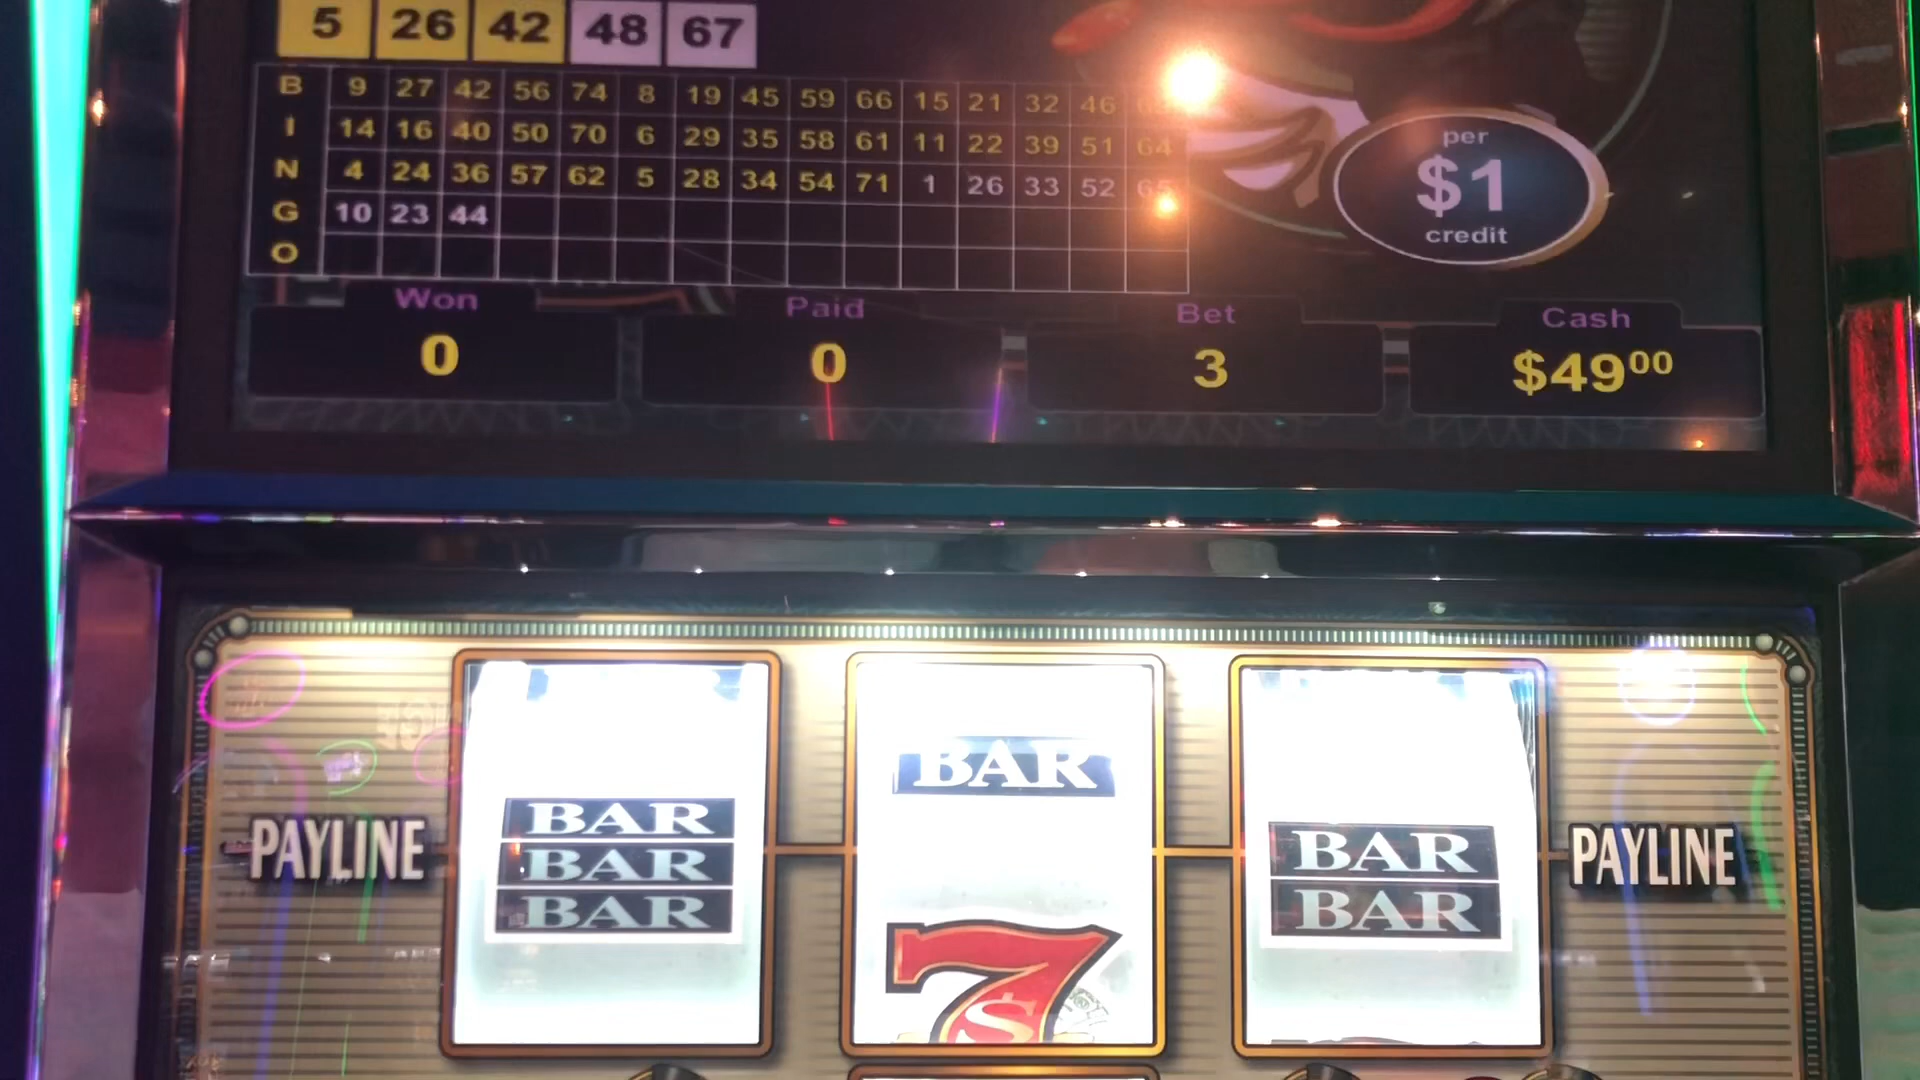 5 26 42 48 67
B 9 27 42 56 74 8 19 45 59 66 15 21 32 46
I 14 16 40 50 70 6 29 35 58 61 11 22 39 51 64
N 4 24 36 57 62 5 28 34 54 71 1 26 33 52 65
G 10 23 44
O
per
$1
credit
Won Paid Bet Cash
0 0 3 $49⁰⁰
BAR
BAR
BAR
BAR
BAR
BAR
7
$
PAYLINE
PAYLINE